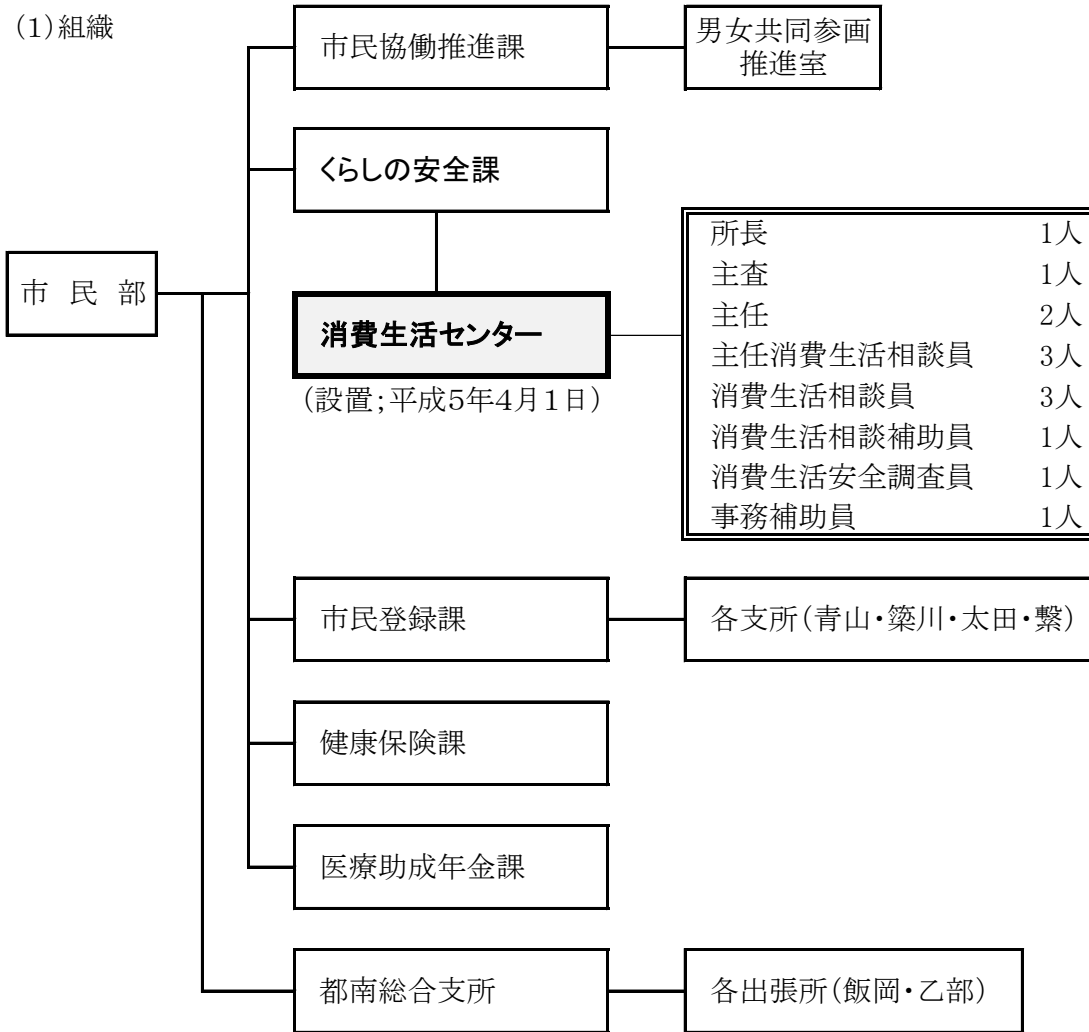 (1)組織
市民協働推進課
男女共同参画
推進室
くらしの安全課
市 民 部
消費生活センター
(設置;平成5年4月1日)
所長 1人
主査 1人
主任 2人
主任消費生活相談員 3人
消費生活相談員 3人
消費生活相談補助員 1人
消費生活安全調査員 1人
事務補助員 1人
市民登録課
各支所(青山・簗川・太田・繋)
健康保険課
医療助成年金課
都南総合支所
各出張所(飯岡・乙部)